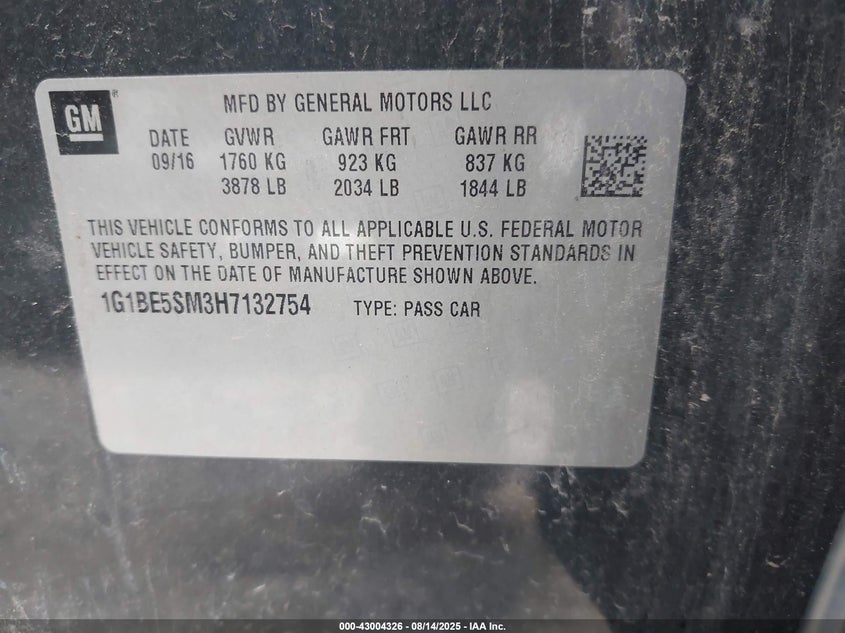 GM ®
MFD BY GENERAL MOTORS LLC
DATE GVWR GAWR FRT GAWR RR
09/16 1760 KG 923 KG 837 KG
3878 LB 2034 LB 1844 LB
THIS VEHICLE CONFORMS TO ALL APPLICABLE U.S. FEDERAL MOTOR
VEHICLE SAFETY, BUMPER, AND THEFT PREVENTION STANDARDS IN
EFFECT ON THE DATE OF MANUFACTURE SHOWN ABOVE.
1G1BE5SM3H7132754 TYPE: PASS CAR
000-43004326 - 08/14/2025 - IAA Inc.